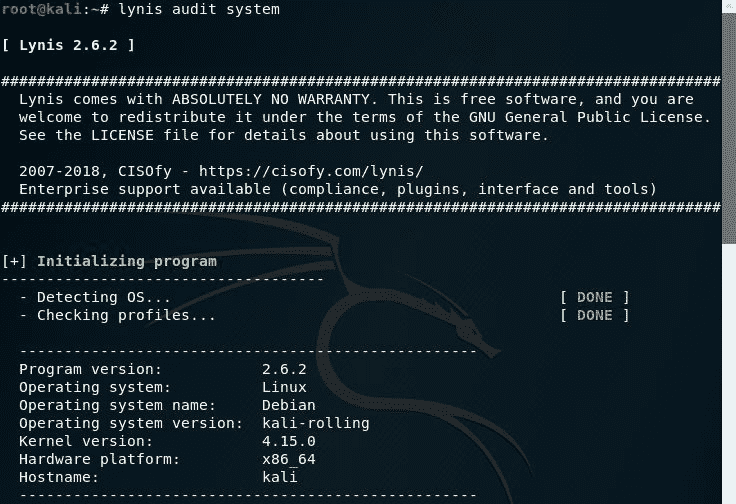 root@kali:~# lynis audit system
[ Lynis 2.6.2 ]
################################################################################
Lynis comes with ABSOLUTELY NO WARRANTY. This is free software, and you are
welcome to redistribute it under the terms of the GNU General Public License.
See the LICENSE file for details about using this software.
2007-2018, CISOfy - https://cisofy.com/lynis/
Enterprise support available (compliance, plugins, interface and tools)
################################################################################
[+] Initializing program
------------------------------------
- Detecting OS... [ DONE ]
- Checking profiles... [ DONE ]
---------------------------------------------------
Program version: 2.6.2
Operating system: Linux
Operating system name: Debian
Operating system version: kali-rolling
Kernel version: 4.15.0
Hardware platform: x86_64
Hostname: kali
---------------------------------------------------